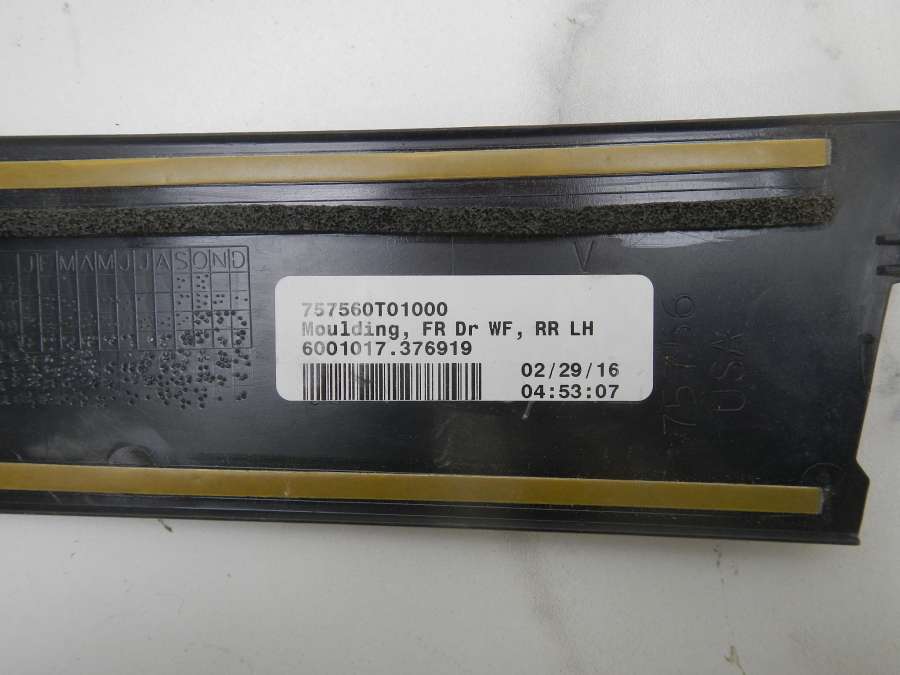 J F M A M J J A S O N D
V
757560T01000
Moulding, FR Dr WF, RR LH
6001017.376919
02/29/16
04:53:07
USA